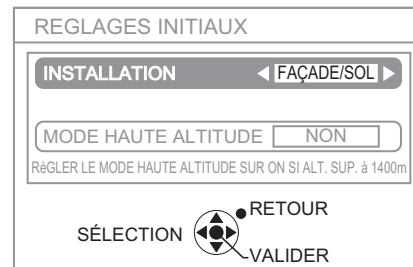 REGLAGES INITIAUX
INSTALLATION FAÇADE/SOL
MODE HAUTE ALTITUDE NON
RèGLER LE MODE HAUTE ALTITUDE SUR ON SI ALT. SUP. à 1400m
RETOUR
SÉLECTION
VALIDER